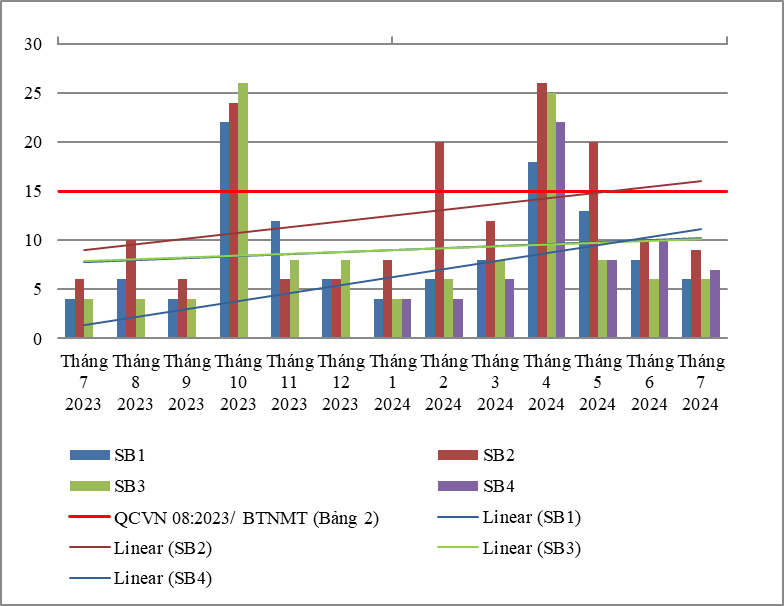 30
25
20
15
10
5
0
Tháng Tháng Tháng Tháng Tháng Tháng Tháng Tháng Tháng Tháng Tháng Tháng Tháng
7 8 9 10 11 12 1 2 3 4 5 6 7
2023 2023 2023 2023 2023 2023 2024 2024 2024 2024 2024 2024 2024
SB1 SB2
SB3 SB4
QCVN 08:2023/ BTNMT (Bảng 2) Linear (SB1)
Linear (SB2) Linear (SB3)
Linear (SB4)